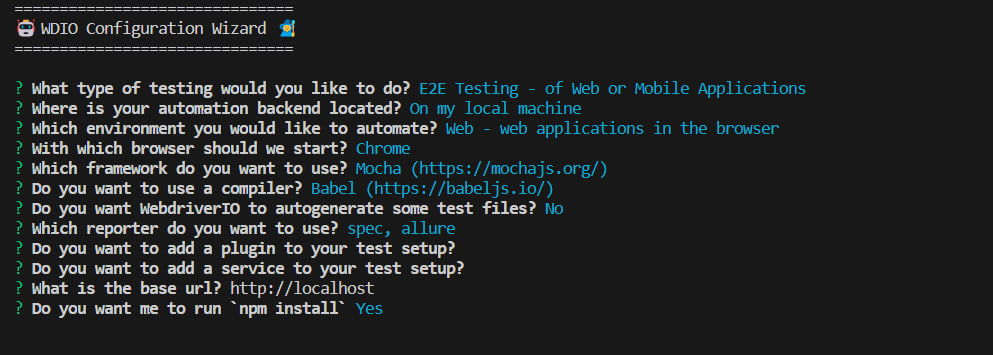 =================================
🤖 WDIO Configuration Wizard 🧙
=================================
? What type of testing would you like to do? E2E Testing - of Web or Mobile Applications
? Where is your automation backend located? On my local machine
? Which environment you would like to automate? Web - web applications in the browser
? With which browser should we start? Chrome
? Which framework do you want to use? Mocha (https://mochajs.org/)
? Do you want to use a compiler? Babel (https://babeljs.io/)
? Do you want WebdriverIO to autogenerate some test files? No
? Which reporter do you want to use? spec, allure
? Do you want to add a plugin to your test setup?
? Do you want to add a service to your test setup?
? What is the base url? http://localhost
? Do you want me to run `npm install` Yes